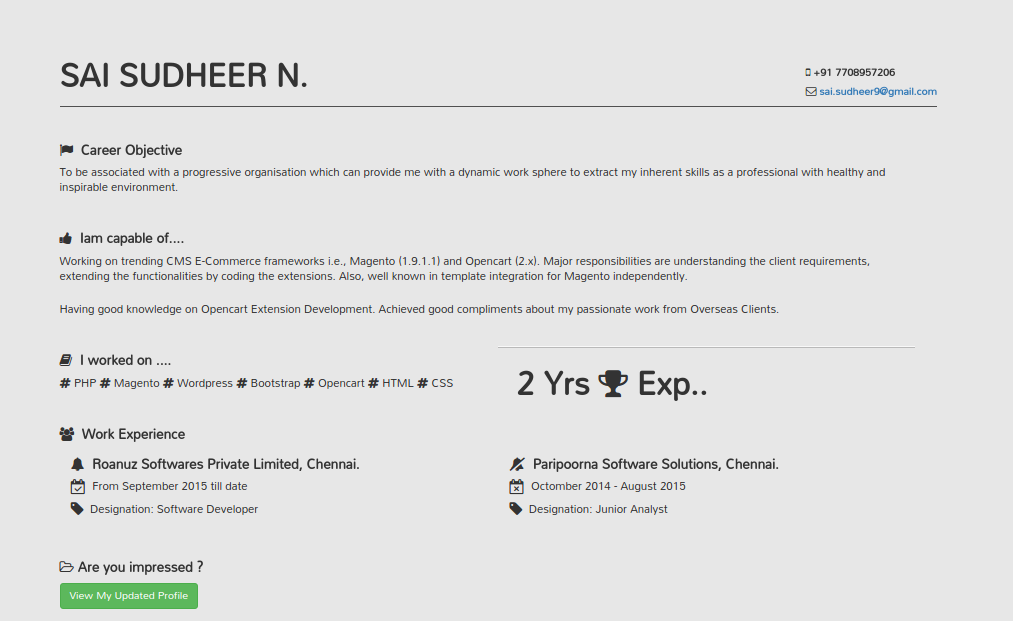 SAI SUDHEER N.
+91 7708957206
sai.sudheer9@gmail.com
Career Objective
To be associated with a progressive organisation which can provide me with a dynamic work sphere to extract my inherent skills as a professional with healthy and
inspirable environment.
Iam capable of....
Working on trending CMS E-Commerce frameworks i.e., Magento (1.9.1.1) and Opencart (2.x). Major responsibilities are understanding the client requirements,
extending the functionalities by coding the extensions. Also, well known in template integration for Magento independently.
Having good knowledge on Opencart Extension Development. Achieved good compliments about my passionate work from Overseas Clients.
I worked on ....
# PHP # Magento # Wordpress # Bootstrap # Opencart # HTML # CSS
2 Yrs Exp..
Work Experience
Roanuz Softwares Private Limited, Chennai.
From September 2015 till date
Designation: Software Developer
Paripoorna Software Solutions, Chennai.
Octomber 2014 - August 2015
Designation: Junior Analyst
Are you impressed ?
View My Updated Profile